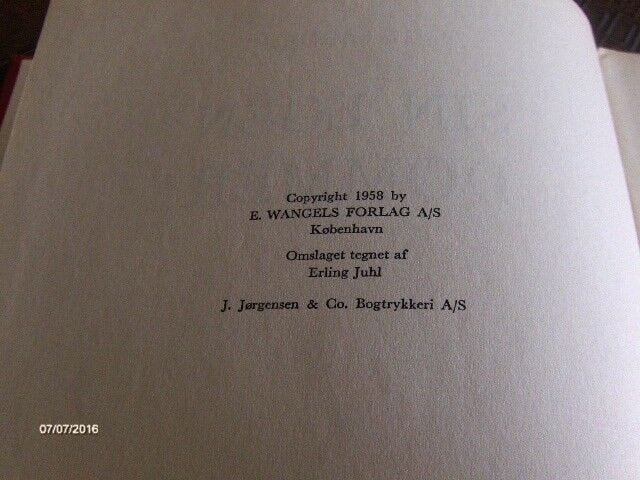 Copyright 1958 by
E. WANGELS FORLAG A/S
København
Omslaget tegnet af
Erling Juhl
J. Jørgensen & Co. Bogtrykkeri A/S
07/07/2016